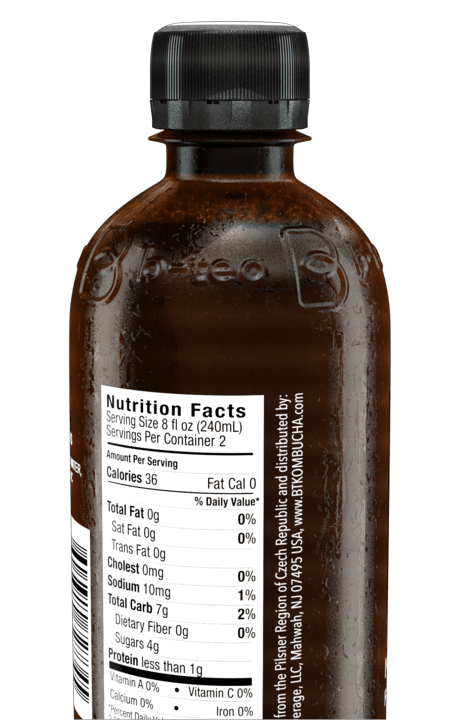 B b-tea B
Nutrition Facts
Serving Size 8 fl oz (240mL)
Servings Per Container 2
Amount Per Serving
Calories 36 Fat Cal 0
% Daily Value*
Total Fat 0g 0%
Sat Fat 0g 0%
Trans Fat 0g
Cholest 0mg 0%
Sodium 10mg 1%
Total Carb 7g 2%
Dietary Fiber 0g 0%
Sugars 4g
Protein less than 1g
Vitamin A 0% • Vitamin C 0%
Calcium 0% • Iron 0%
*Percent Daily
from the Pilsner Region of Czech Republic and distributed by:
erage, LLC, Mahwah, NJ 07495 USA, www.BTKOMBUCHA.com